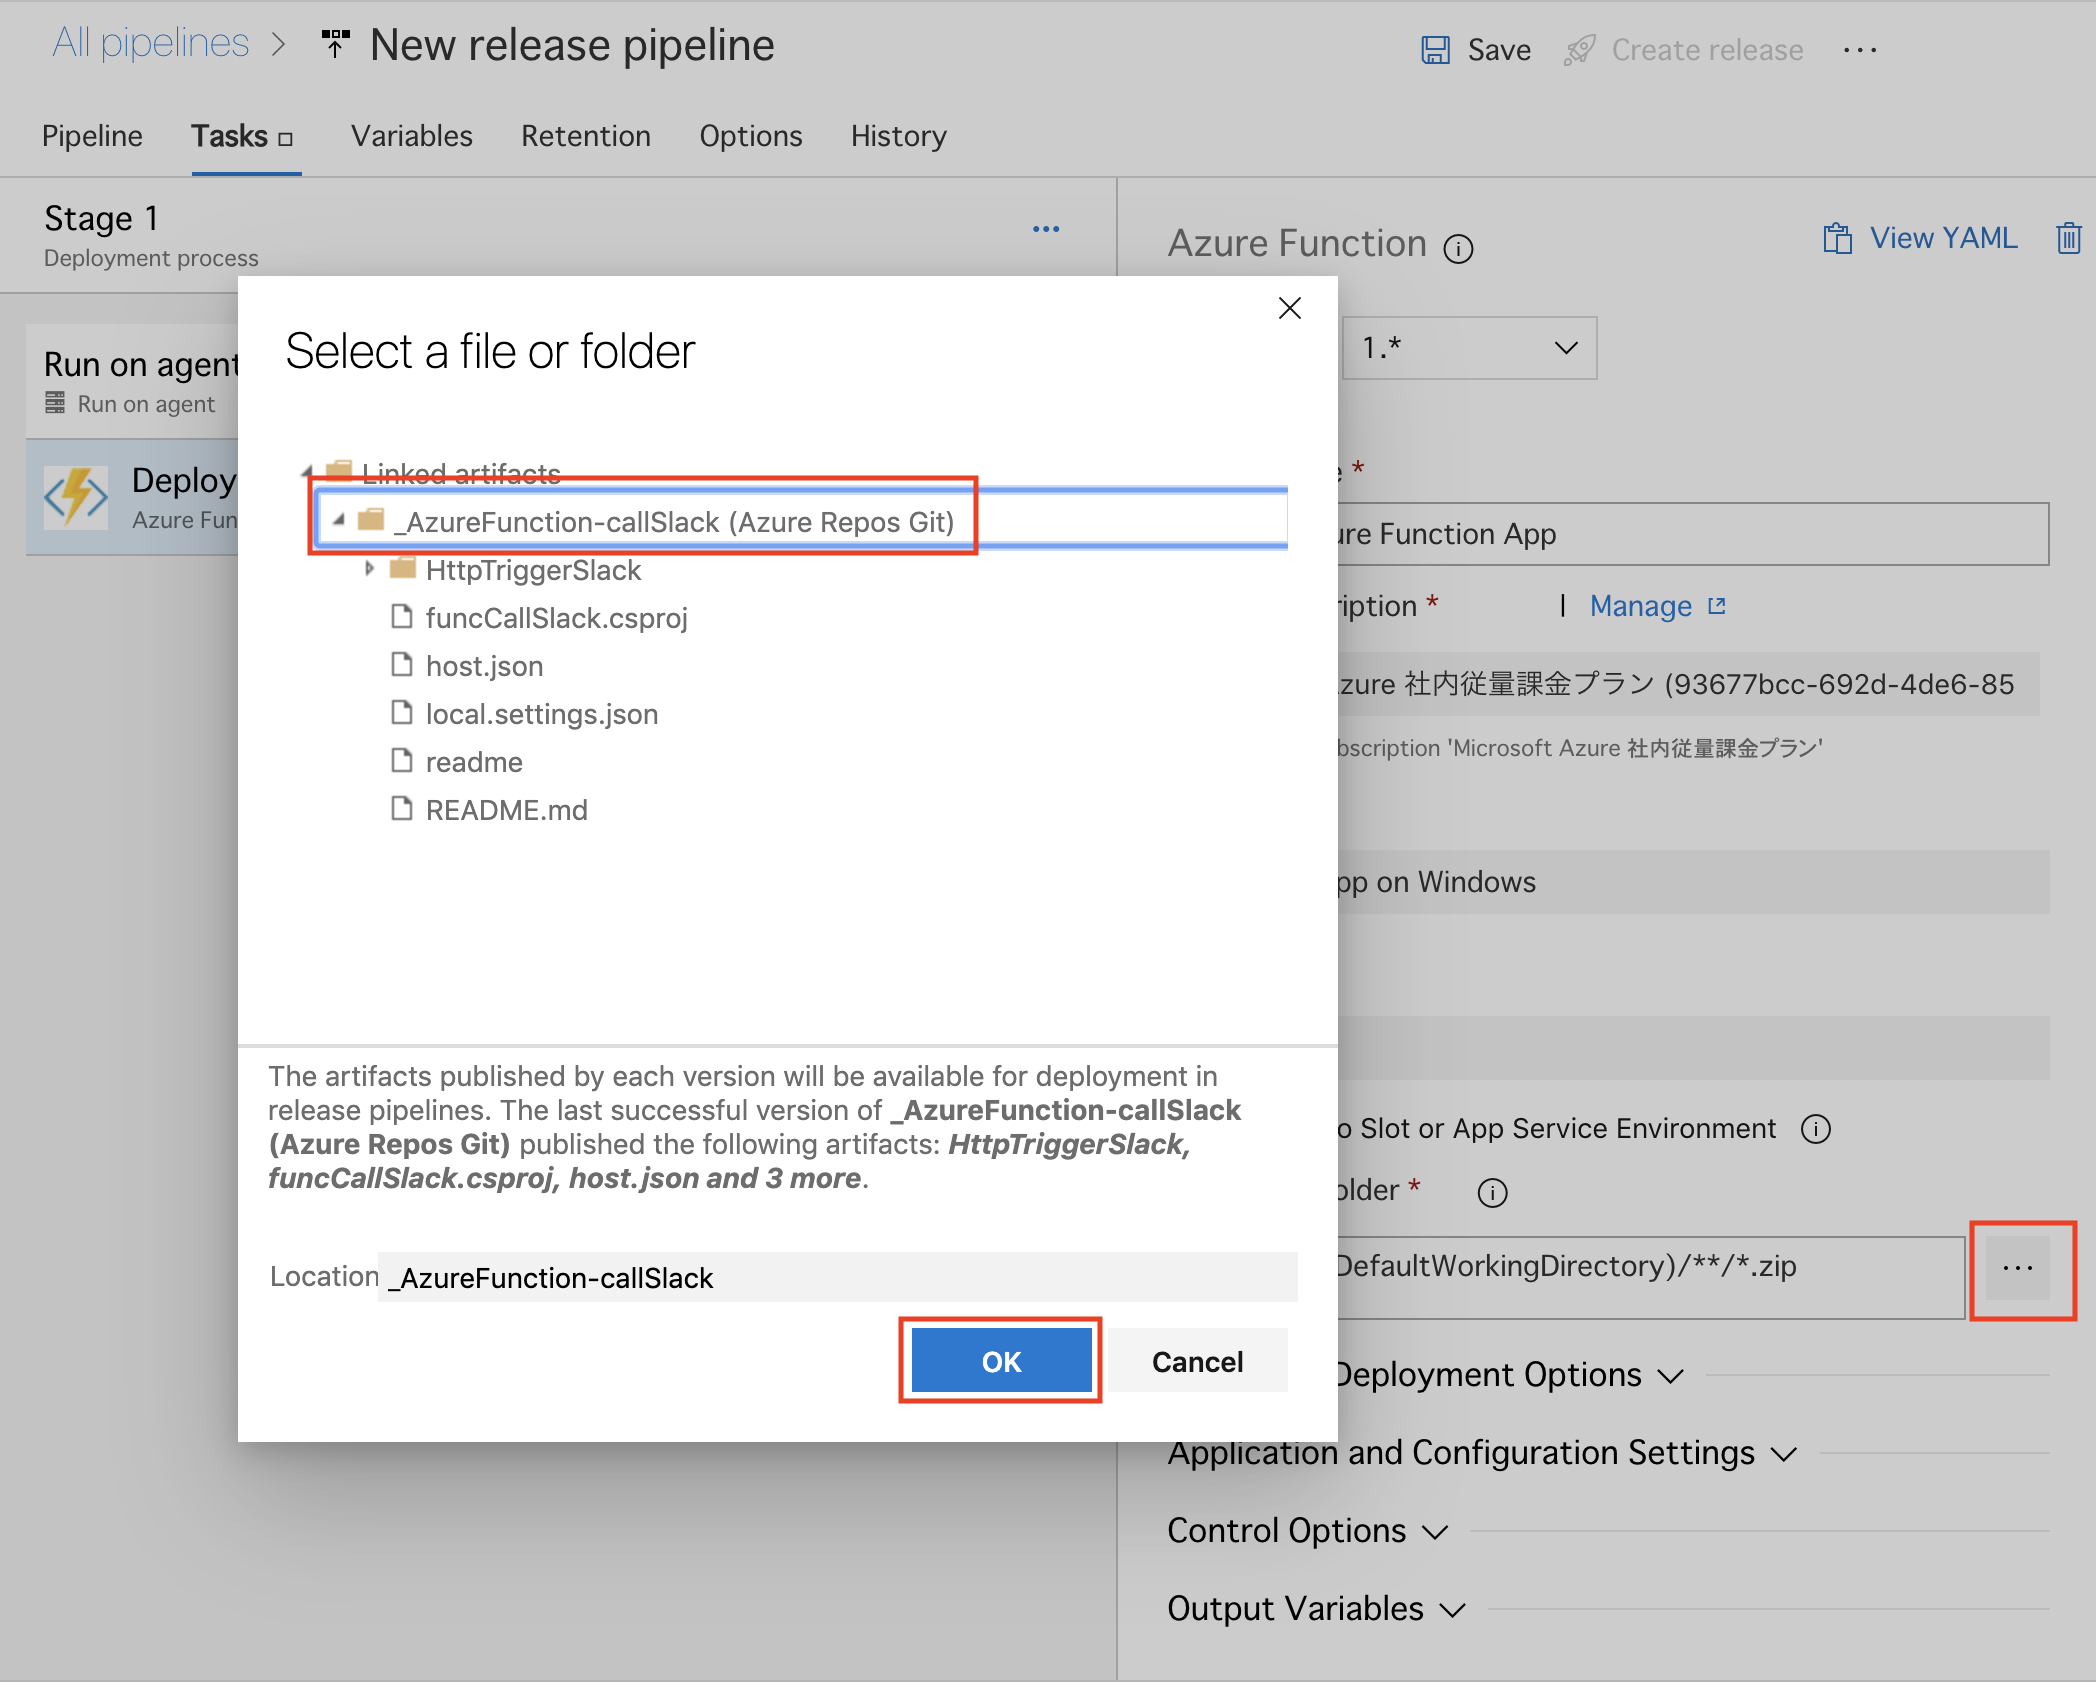 All pipelines > New release pipeline
Save Create release ...
Pipeline Tasks Variables Retention Options History
Stage 1
Deployment process
...
Azure Function
View YAML
Run on agent
Run on agent
Deploy
Azure Fun
Select a file or folder
Linked artifacts
_AzureFunction-callSlack (Azure Repos Git)
HttpTriggerSlack
funcCallSlack.csproj
host.json
local.settings.json
readme
README.md
The artifacts published by each version will be available for deployment in
release pipelines. The last successful version of _AzureFunction-callSlack
(Azure Repos Git) published the following artifacts: HttpTriggerSlack,
funcCallSlack.csproj, host.json and 3 more.
Location _AzureFunction-callSlack
OK Cancel
1.*
e *
ure Function App
ription * | Manage
zure 社内従量課金プラン (93677bcc-692d-4de6-85
bscription 'Microsoft Azure 社内従量課金プラン'
pp on Windows
o Slot or App Service Environment
older *
DefaultWorkingDirectory)/**/*.zip ...
Deployment Options
Application and Configuration Settings
Control Options
Output Variables